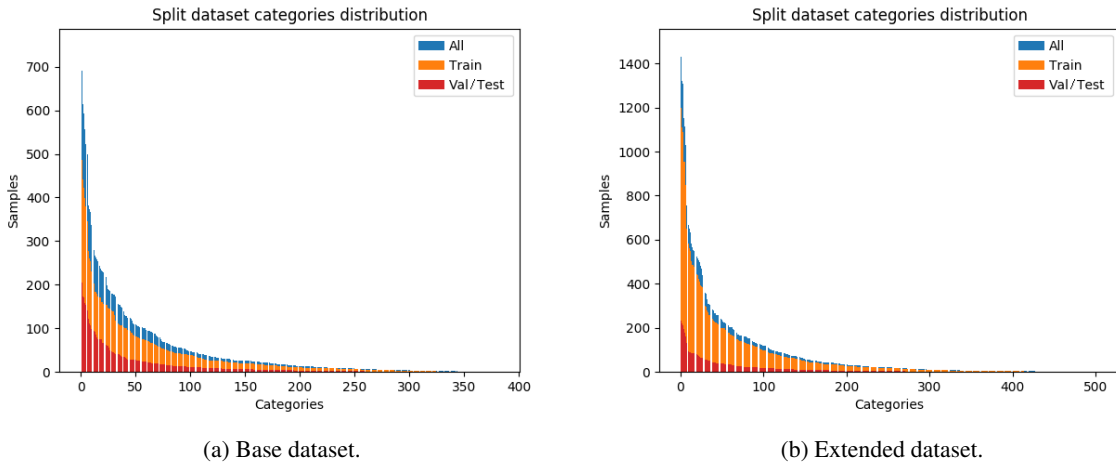 Split dataset categories distribution
All
Train
Val/Test
700
600
500
400
300
200
100
0
Samples
0 50 100 150 200 250 300 350 400
Categories
(a) Base dataset.
Split dataset categories distribution
All
Train
Val/Test
1400
1200
1000
800
600
400
200
0
Samples
0 100 200 300 400 500
Categories
(b) Extended dataset.